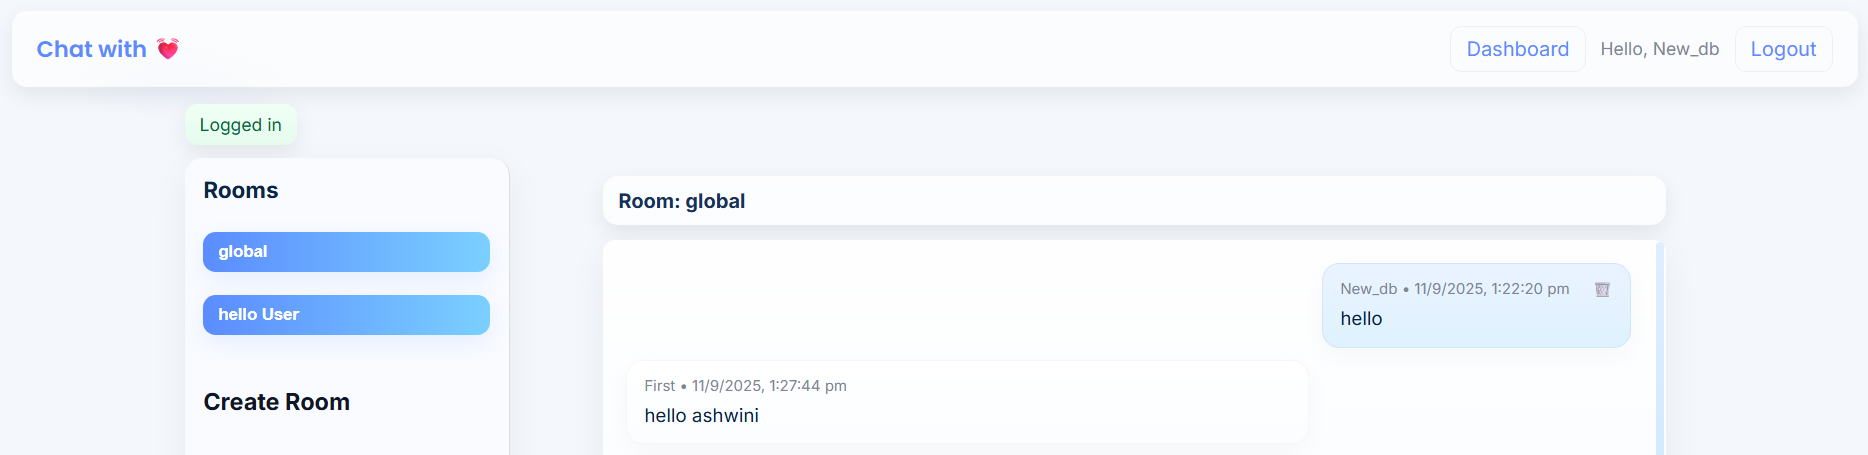 Chat with 💓
Dashboard
Hello, New_db
Logout
Logged in
Rooms
global
hello User
Create Room
Room: global
New_db • 11/9/2025, 1:22:20 pm
hello
First • 11/9/2025, 1:27:44 pm
hello ashwini